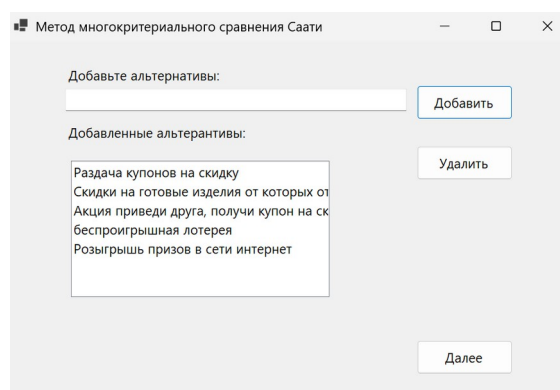 Метод многокритериального сравнения Саати
Добавьте альтернативы:
Добавить
Добавленные альтерантивы:
Удалить
Раздача купонов на скидку
Скидки на готовые изделия от которых от
Акция приведи друга, получи купон на ск
беспроигрышная лотерея
Розыгрышь призов в сети интернет
Далее